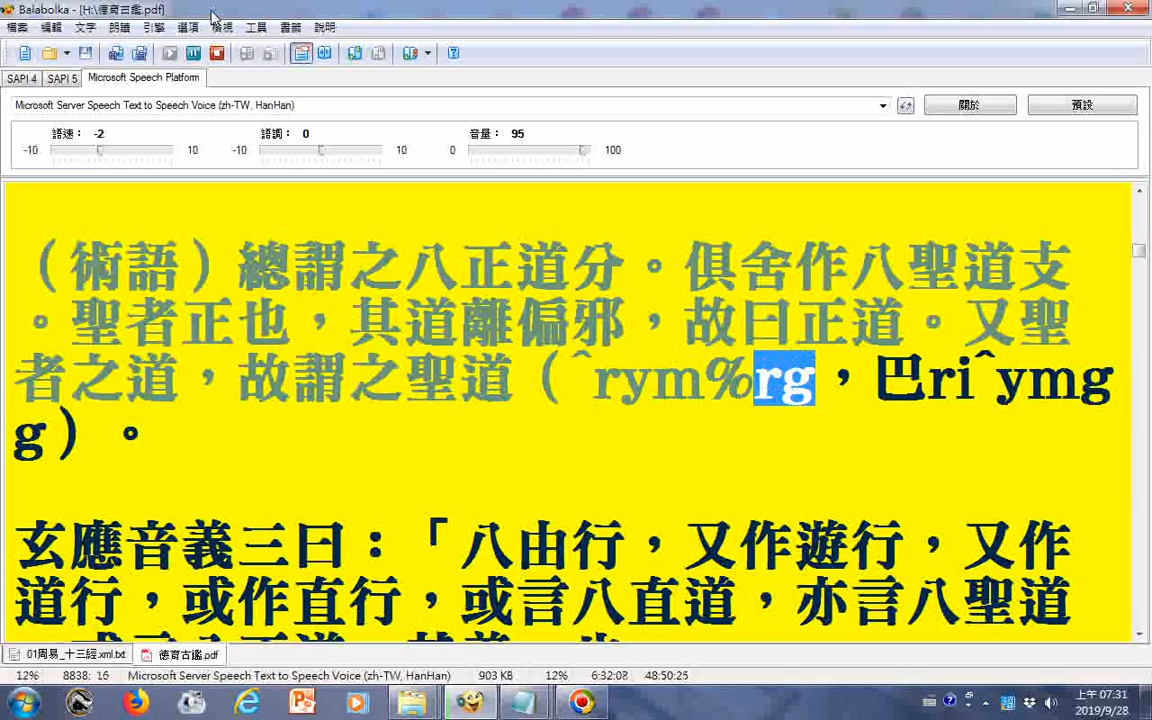 Balabolka - [H:\德育古鑑.pdf]
檔案 編輯 文字 朗讀 引擎 選項 檢視 工具 書籤 說明
SAPI 4 SAPI 5 Microsoft Speech Platform
Microsoft Server Speech Text to Speech Voice (zh-TW, HanHan) 關於 預設
語速： -2 語調： 0 音量： 95
-10 10 -10 10 0 100
（術語）總謂之八正道分。俱舍作八聖道支
。聖者正也，其道離偏邪，故曰正道。又聖
者之道，故謂之聖道（^rym%rg，巴ri^ymg
g）。
玄應音義三曰：「八由行，又作遊行，又作
道行，或作直行，或言八直道，亦言八聖道
01周易_十三經.xml.txt 德育古鑑.pdf
12% 8838: 16 Microsoft Server Speech Text to Speech Voice (zh-TW, HanHan) 903 KB 12% 6:32:08 48:50:25
上午 07:31
2019/9/28